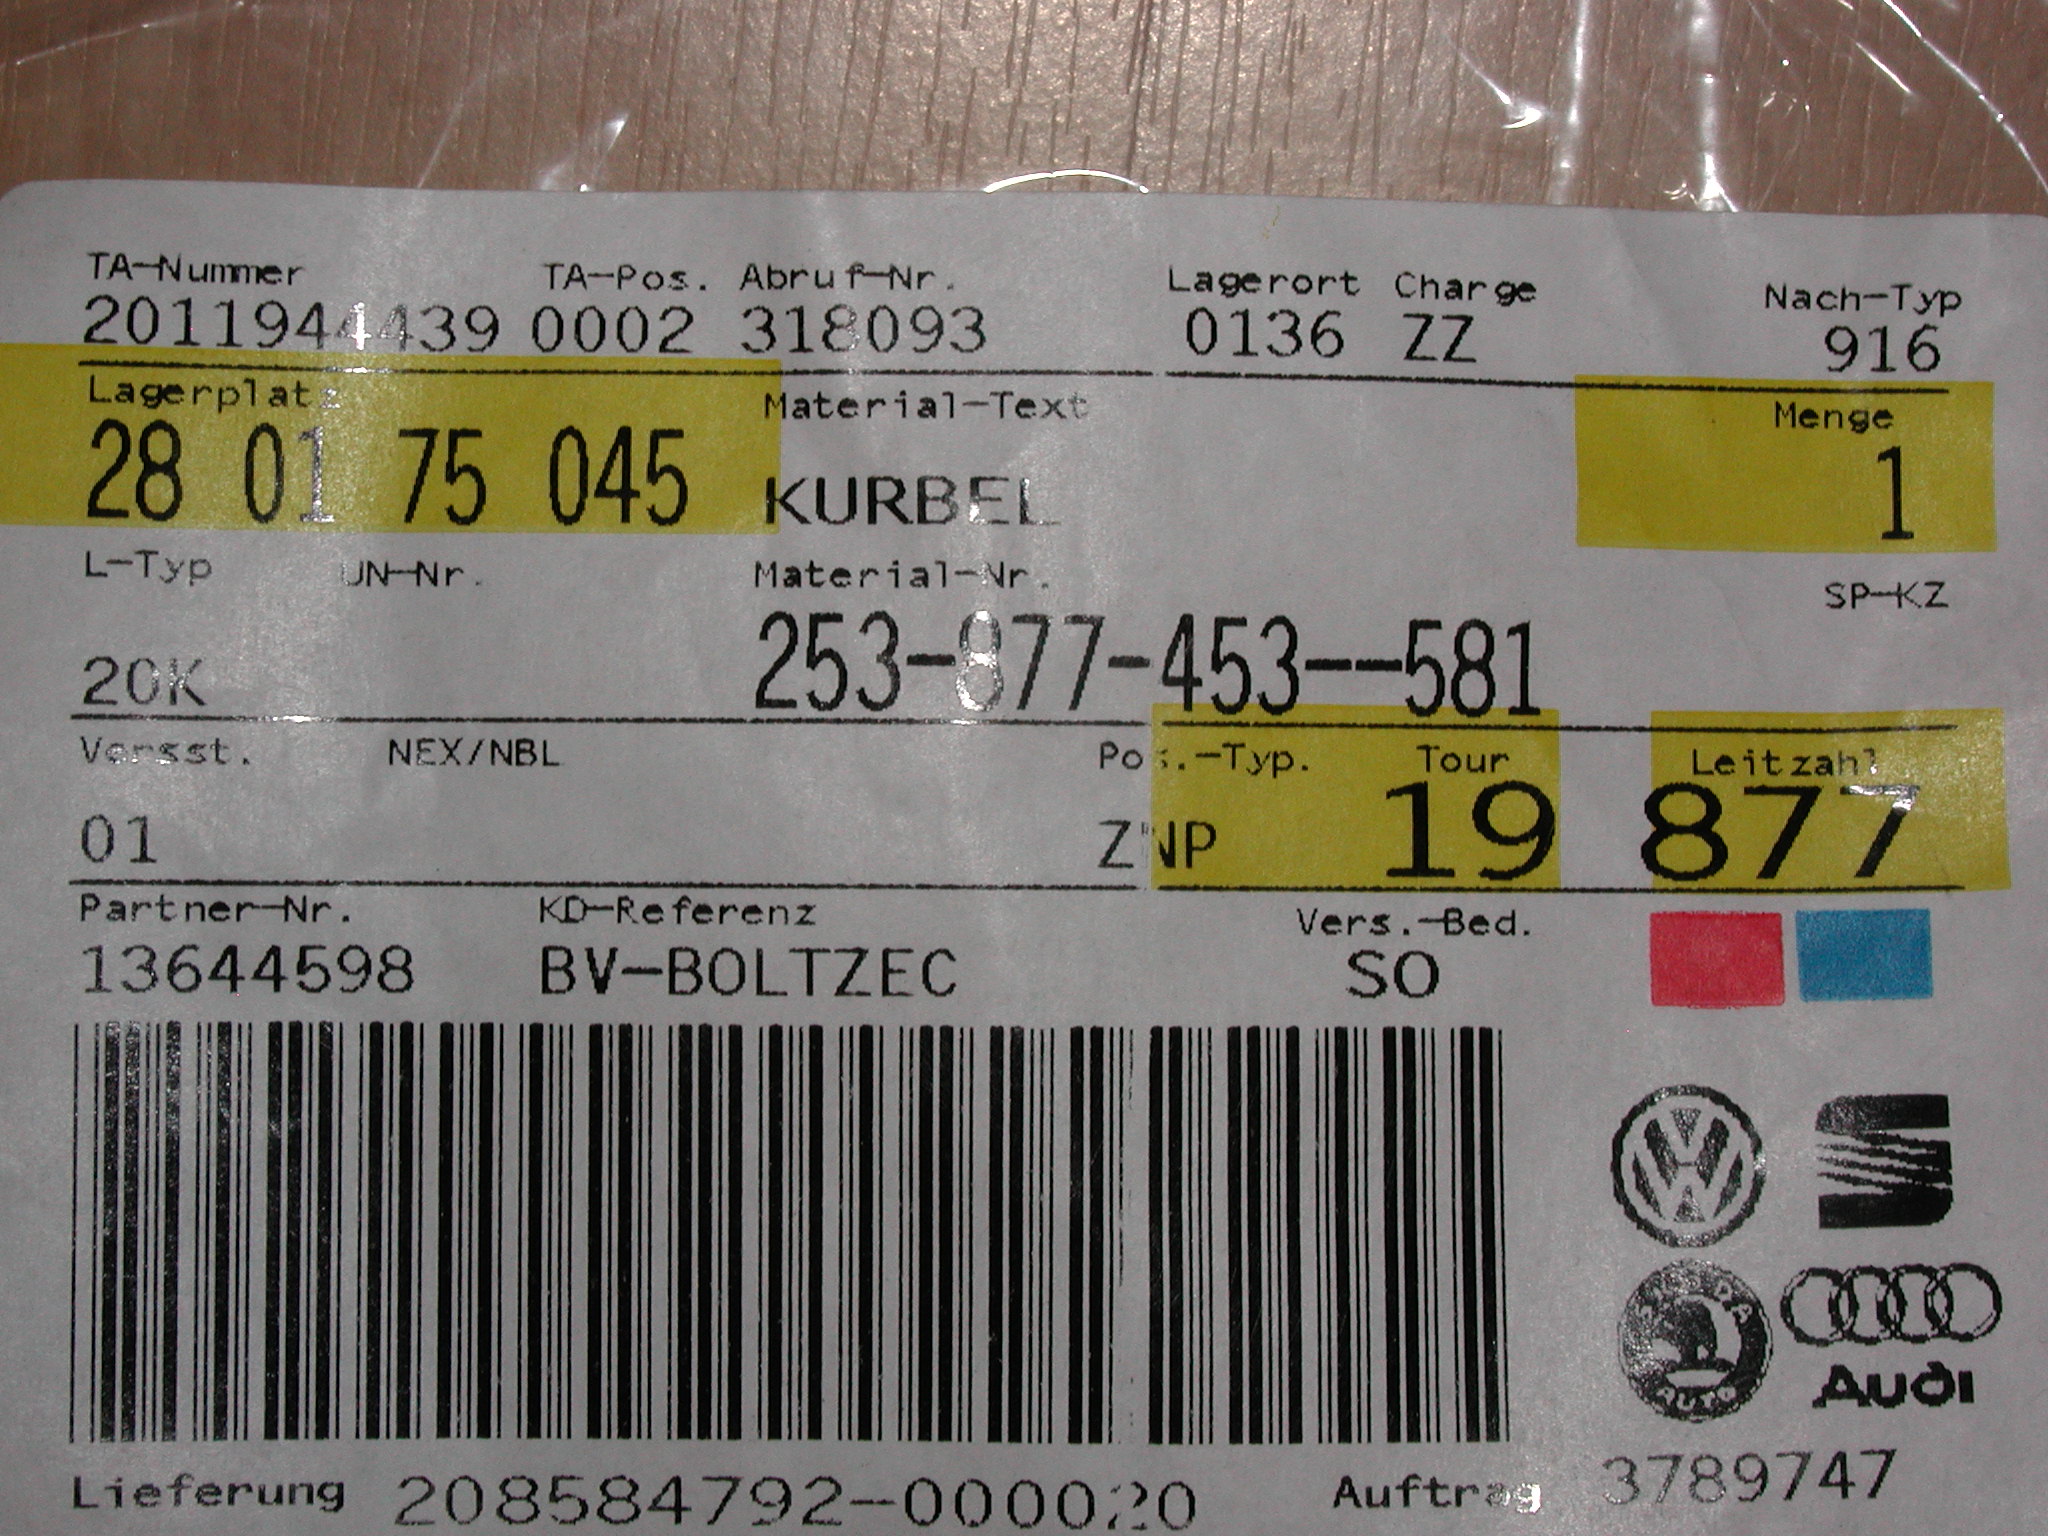 TA-Nummer TA-Pos. Abruf-Nr. Lagerort Charge Nach-Typ
2011944439 0002 318093 0136 ZZ 916
Lagerplatz Material-Text Menge
28 01 75 045 KURBEL 1
L-Typ UN-Nr. Material-Nr. SP-KZ
20K 253-877-453--581
Versst. NEX/NBL Pos.-Typ. Tour Leitzahl
01 ZNP 19 877
Partner-Nr. KD-Referenz Vers.-Bed.
13644598 BV-BOLTZEC SO
SKODA
AUTO
Audi
Lieferung 208584792-000020 Auftrag 3789747